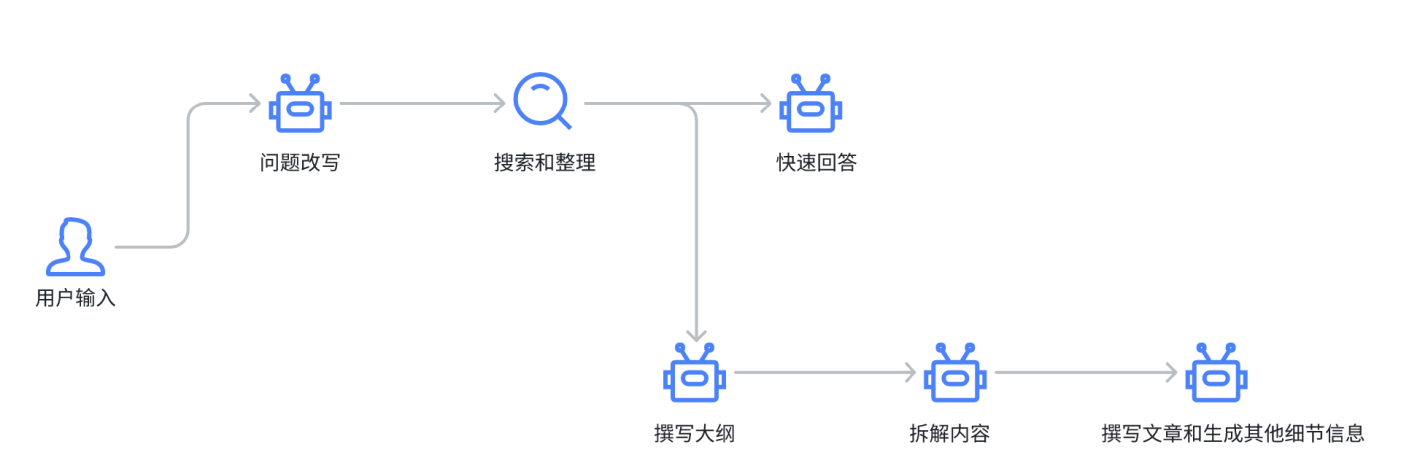 问题改写
搜索和整理
快速回答
用户输入
撰写大纲
拆解内容
撰写文章和生成其他细节信息